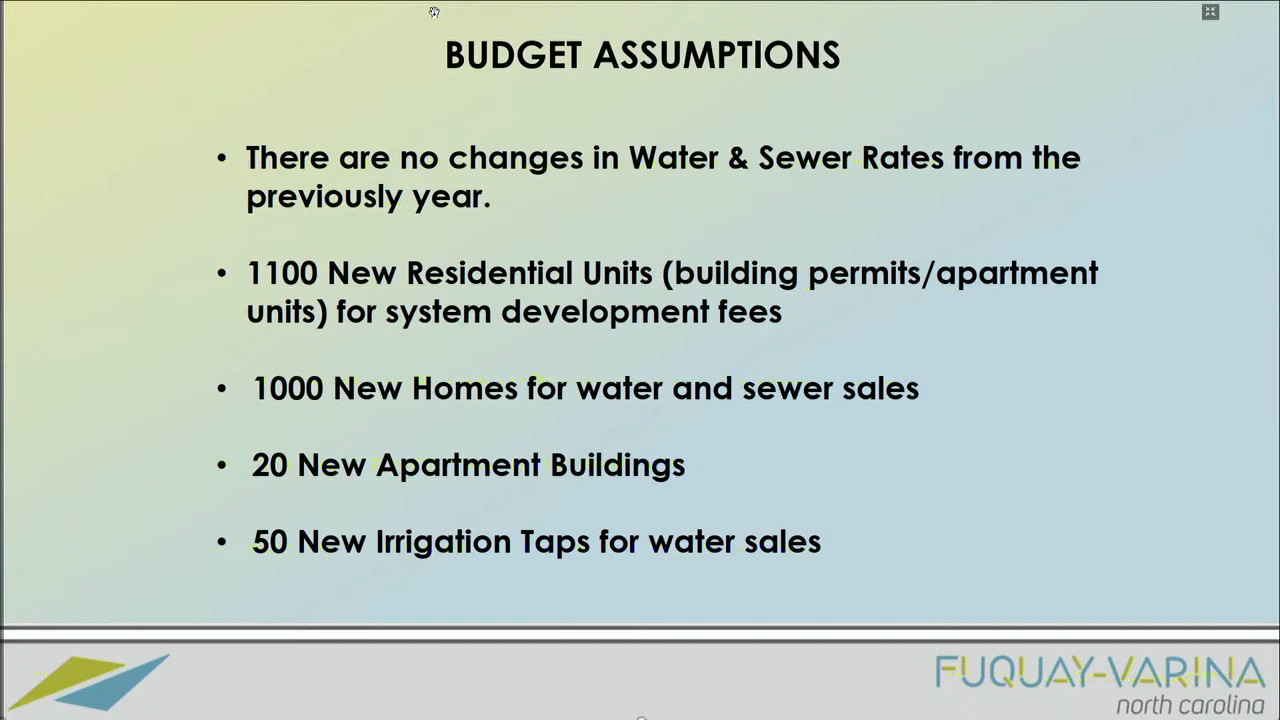 BUDGET ASSUMPTIONS
• There are no changes in Water & Sewer Rates from the
previously year.
• 1100 New Residential Units (building permits/apartment
units) for system development fees
• 1000 New Homes for water and sewer sales
• 20 New Apartment Buildings
• 50 New Irrigation Taps for water sales
FUQUAY-VARINA
north carolina